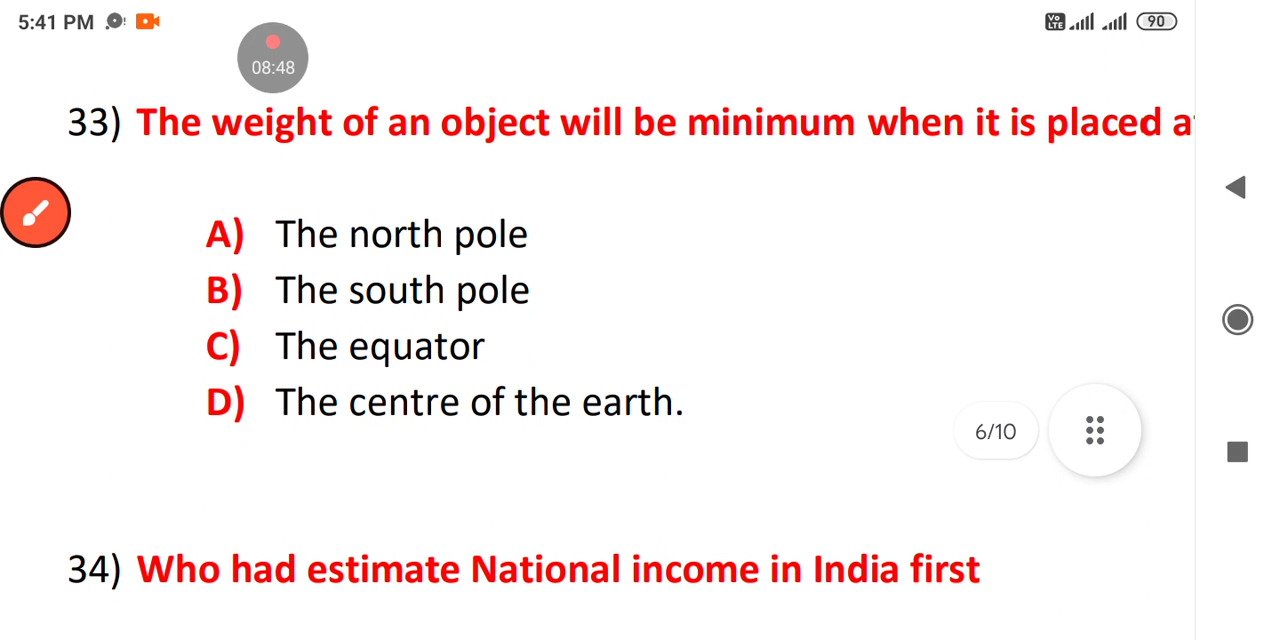 5:41 PM
Vo LTE
90
08:48
33) The weight of an object will be minimum when it is placed a
A) The north pole
B) The south pole
C) The equator
D) The centre of the earth.
6/10
34) Who had estimate National income in India first